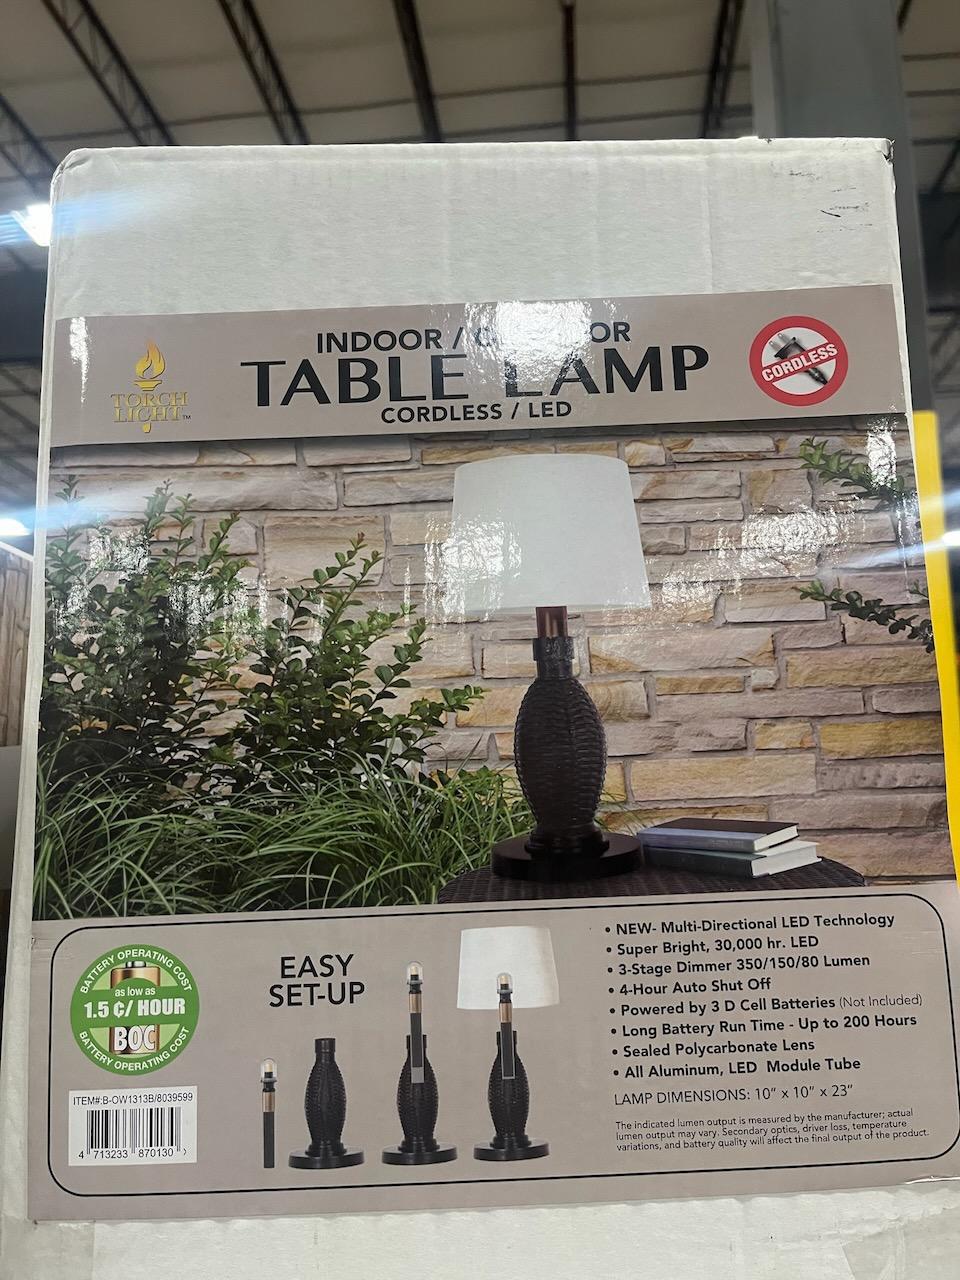 INDOOR / OUTDOOR
TABLE LAMP
CORDLESS / LED
TORCH
LIGHT™
CORDLESS
BATTERY OPERATING COST
as low as
1.5 ¢/ HOUR
BOC
BATTERY OPERATING COST
EASY
SET-UP
• NEW- Multi-Directional LED Technology
• Super Bright, 30,000 hr. LED
• 3-Stage Dimmer 350/150/80 Lumen
• 4-Hour Auto Shut Off
• Powered by 3 D Cell Batteries (Not Included)
• Long Battery Run Time - Up to 200 Hours
• Sealed Polycarbonate Lens
• All Aluminum, LED Module Tube
LAMP DIMENSIONS: 10" x 10" x 23"
The indicated lumen output is measured by the manufacturer; actual
lumen output may vary. Secondary optics, driver loss, temperature
variations, and battery quality will affect the final output of the product.
ITEM#:B-OW1313B/8039599
4 713233 870130 >